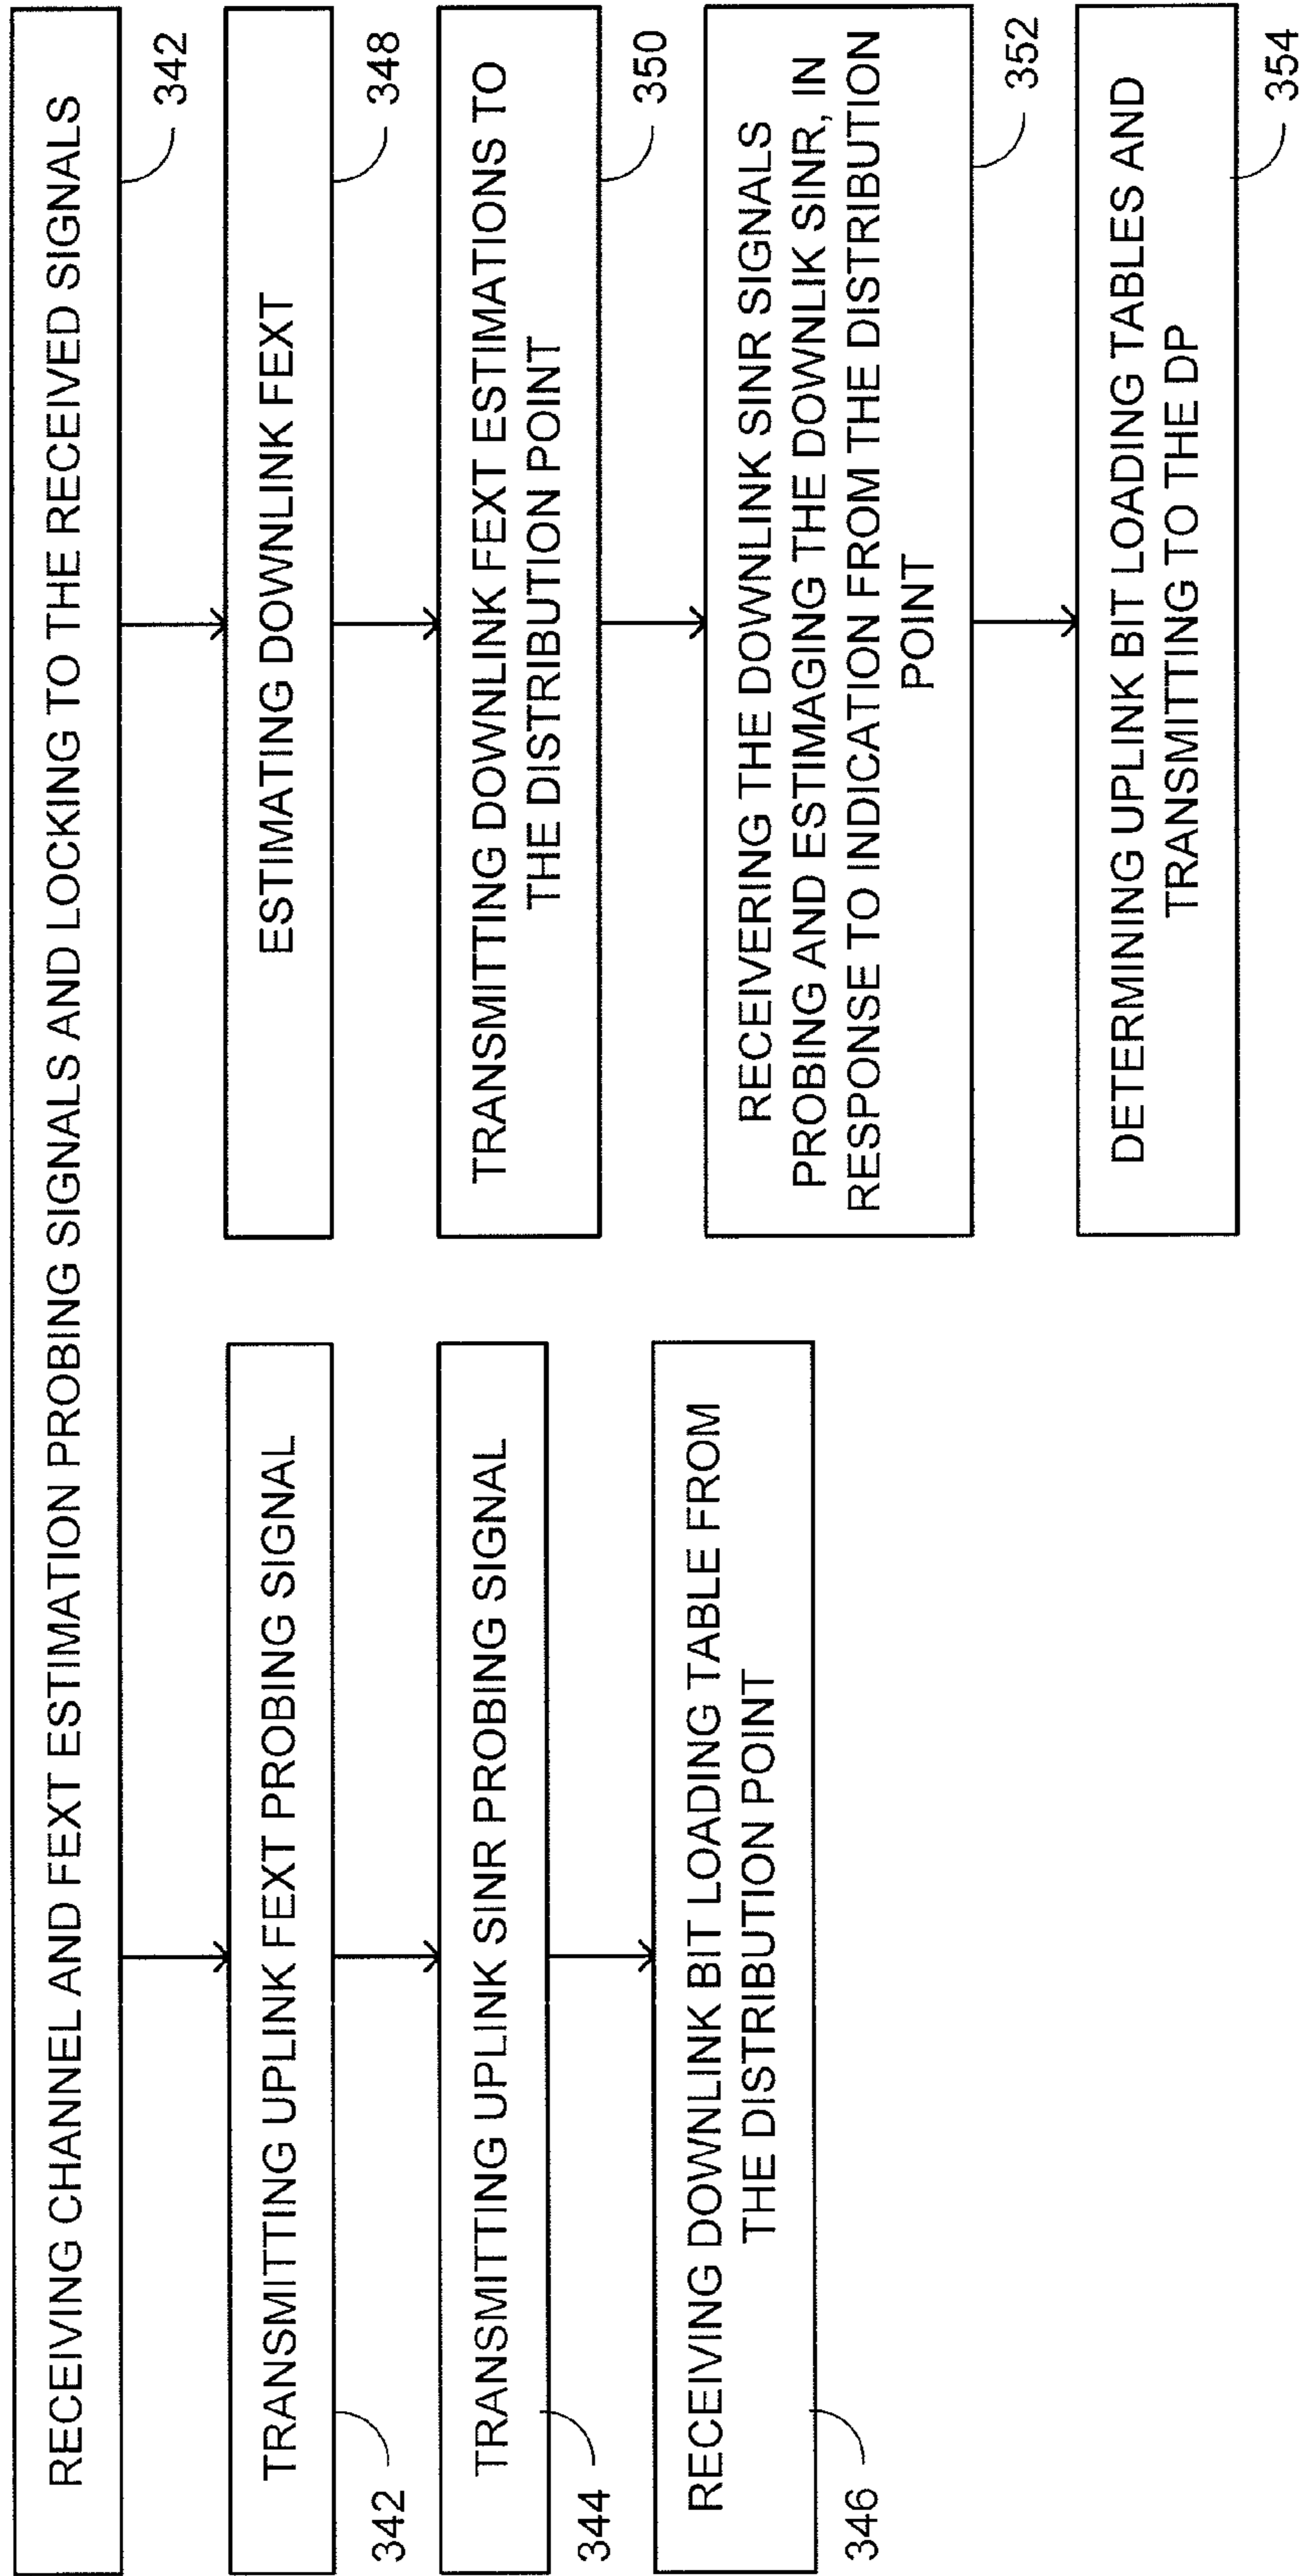 RECEIVING CHANNEL AND FEXT ESTIMATION PROBING SIGNALS AND LOCKING TO THE RECEIVED SIGNALS
342
TRANSMITTING UPLINK FEXT PROBING SIGNAL
342
TRANSMITTING UPLINK SINR PROBING SIGNAL
344
RECEIVING DOWNLINK BIT LOADING TABLE FROM
THE DISTRIBUTION POINT
346
ESTIMATING DOWNLINK FEXT
348
TRANSMITTING DOWNLINK FEXT ESTIMATIONS TO
THE DISTRIBUTION POINT
350
RECEIVERING THE DOWNLINK SINR SIGNALS
PROBING AND ESTIMAGING THE DOWNLIK SINR, IN
RESPONSE TO INDICATION FROM THE DISTRIBUTION
POINT
352
DETERMINING UPLINK BIT LOADING TABLES AND
TRANSMITTING TO THE DP
354